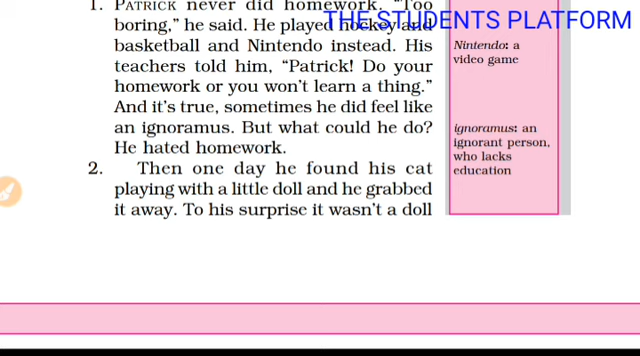 1. PATRICK never did homework. "Too
boring," he said. He played hockey and
THE STUDENTS PLATFORM
basketball and Nintendo instead. His
teachers told him, "Patrick! Do your
homework or you won't learn a thing."
And it's true, sometimes he did feel like
an ignoramus. But what could he do?
He hated homework.
2. Then one day he found his cat
playing with a little doll and he grabbed
it away. To his surprise it wasn't a doll
Nintendo: a
video game
ignoramus: an
ignorant person,
who lacks
education